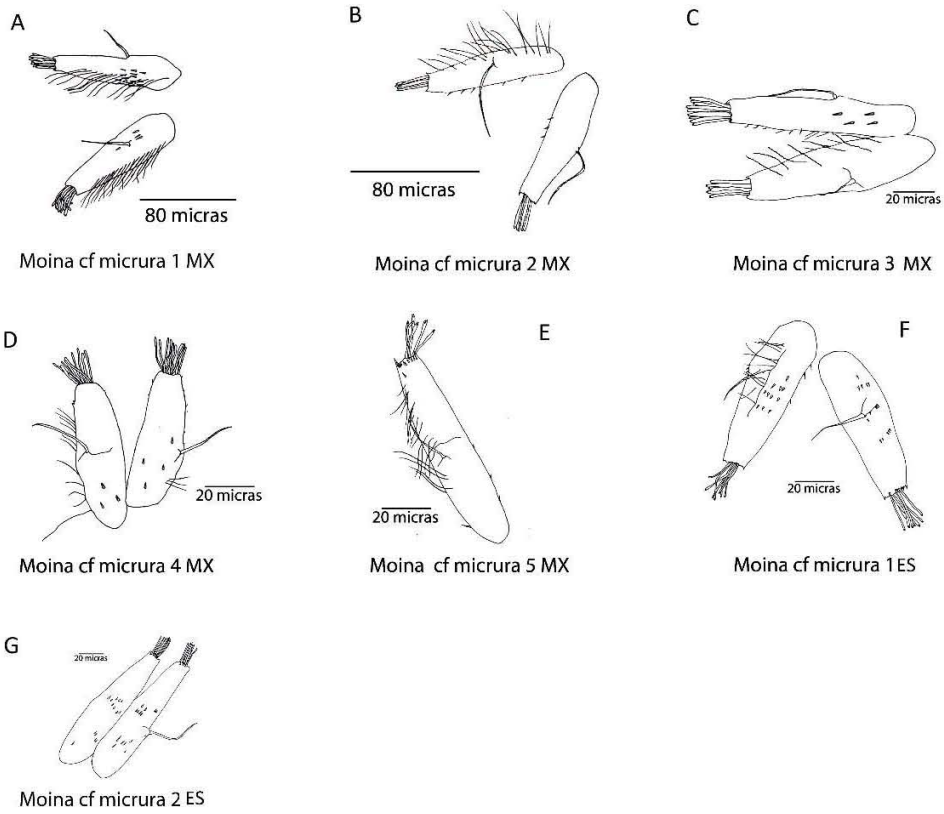 A
80 micras
Moina cf micrura 1 MX
B
80 micras
Moina cf micrura 2 MX
C
20 micras
Moina cf micrura 3 MX
D
20 micras
Moina cf micrura 4 MX
E
20 micras
Moina cf micrura 5 MX
F
20 micras
Moina cf micrura 1 ES
G
20 micras
Moina cf micrura 2 ES